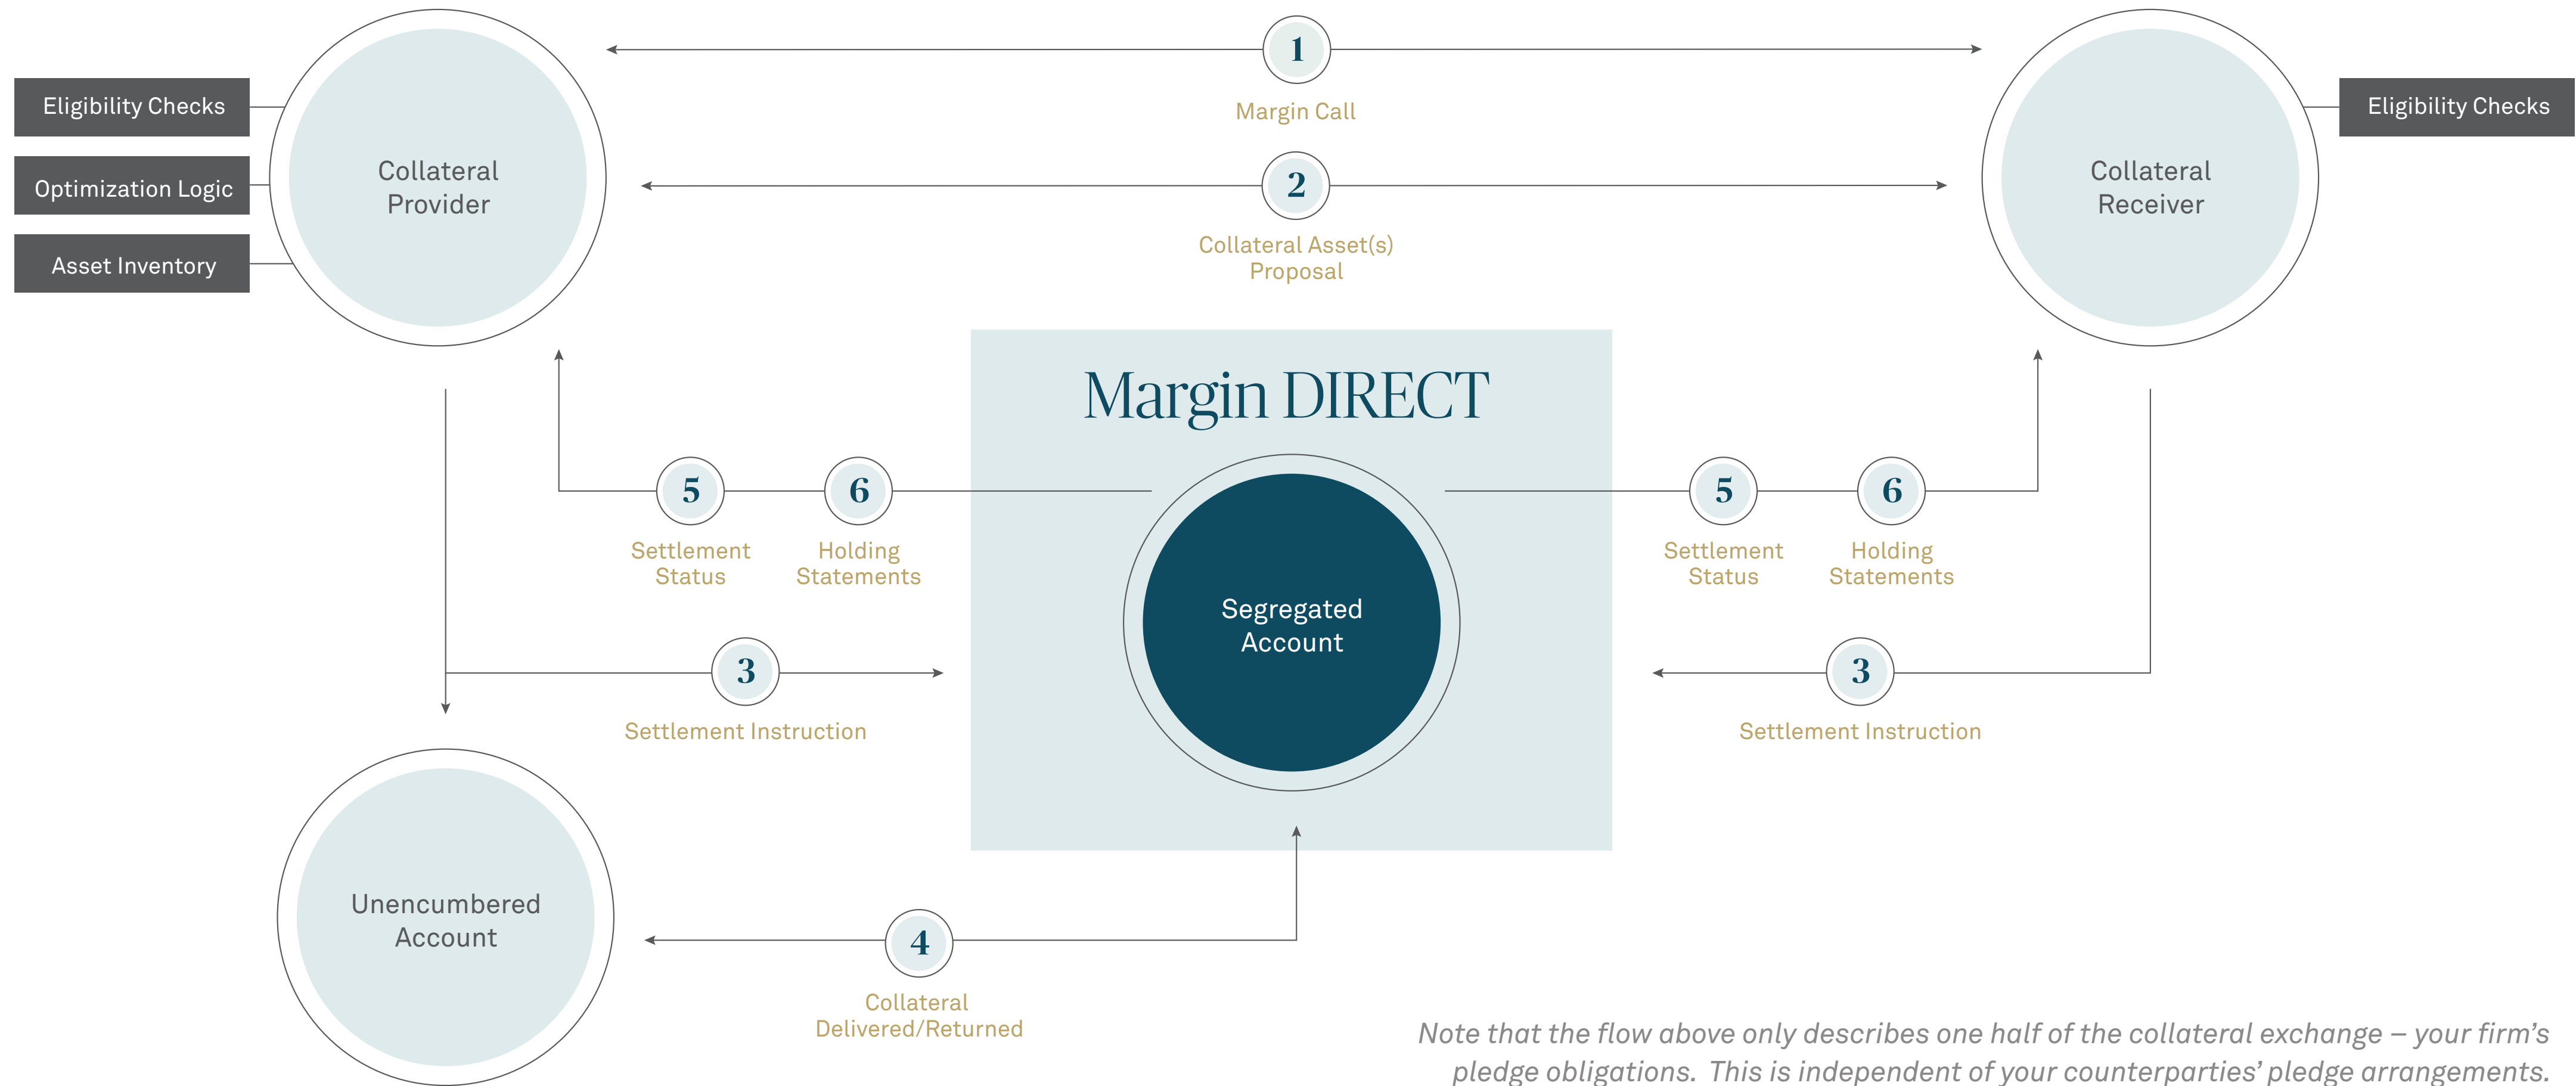 1
Margin Call
Eligibility Checks
Optimization Logic
Asset Inventory
Collateral
Provider
2
Collateral Asset(s)
Proposal
Collateral
Receiver
Eligibility Checks
Margin DIRECT
5
Settlement
Status
6
Holding
Statements
5
Settlement
Status
6
Holding
Statements
Segregated
Account
3
Settlement Instruction
3
Settlement Instruction
Unencumbered
Account
4
Collateral
Delivered/Returned
Note that the flow above only describes one half of the collateral exchange – your firm’s
pledge obligations. This is independent of your counterparties’ pledge arrangements.